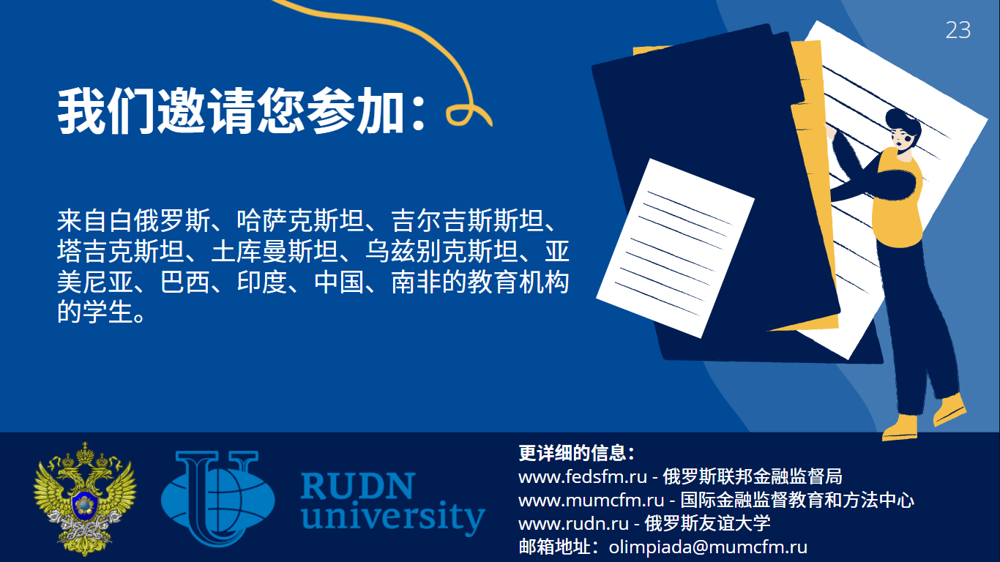 23
我们邀请您参加：
来自白俄罗斯、哈萨克斯坦、吉尔吉斯斯坦、
塔吉克斯坦、土库曼斯坦、乌兹别克斯坦、亚
美尼亚、巴西、印度、中国、南非的教育机构
的学生。
RUDN
university
更详细的信息：
www.fedsfm.ru - 俄罗斯联邦金融监督局
www.mumcfm.ru - 国际金融监督教育和方法中心
www.rudn.ru - 俄罗斯友谊大学
邮箱地址：olimpiada@mumcfm.ru